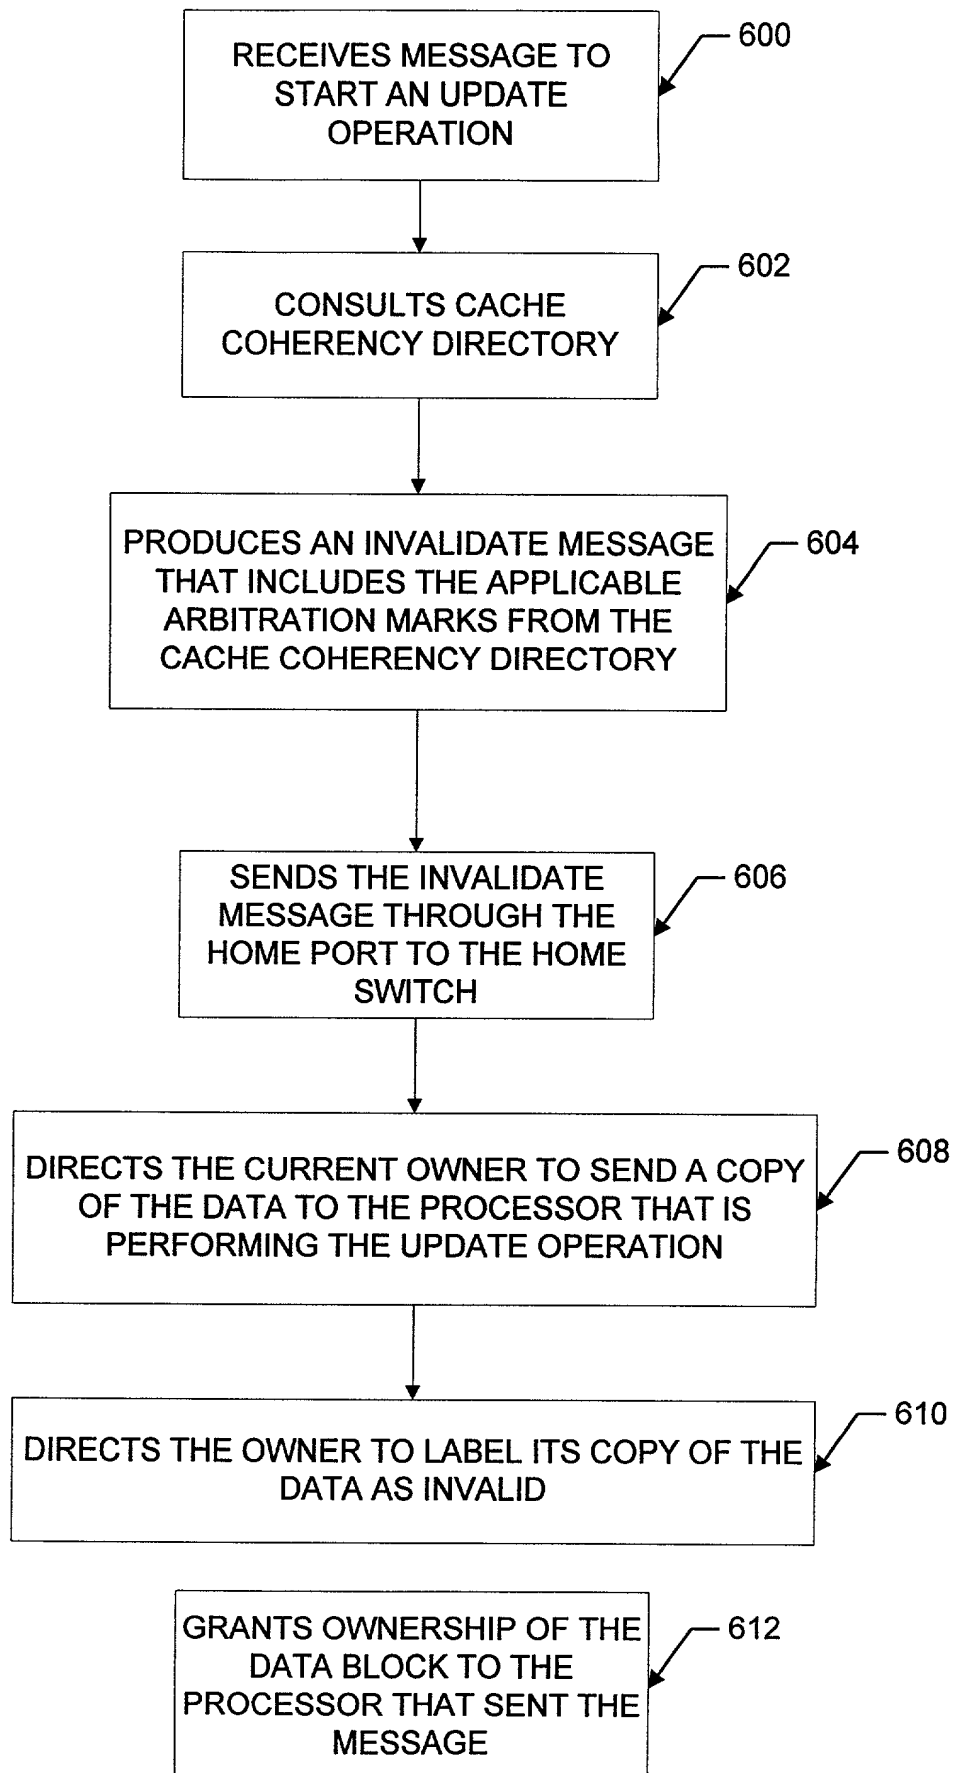 600
RECEIVES MESSAGE TO
START AN UPDATE
OPERATION
602
CONSULTS CACHE
COHERENCY DIRECTORY
604
PRODUCES AN INVALIDATE MESSAGE
THAT INCLUDES THE APPLICABLE
ARBITRATION MARKS FROM THE
CACHE COHERENCY DIRECTORY
606
SENDS THE INVALIDATE
MESSAGE THROUGH THE
HOME PORT TO THE HOME
SWITCH
608
DIRECTS THE CURRENT OWNER TO SEND A COPY
OF THE DATA TO THE PROCESSOR THAT IS
PERFORMING THE UPDATE OPERATION
610
DIRECTS THE OWNER TO LABEL ITS COPY OF THE
DATA AS INVALID
612
GRANTS OWNERSHIP OF THE
DATA BLOCK TO THE
PROCESSOR THAT SENT THE
MESSAGE